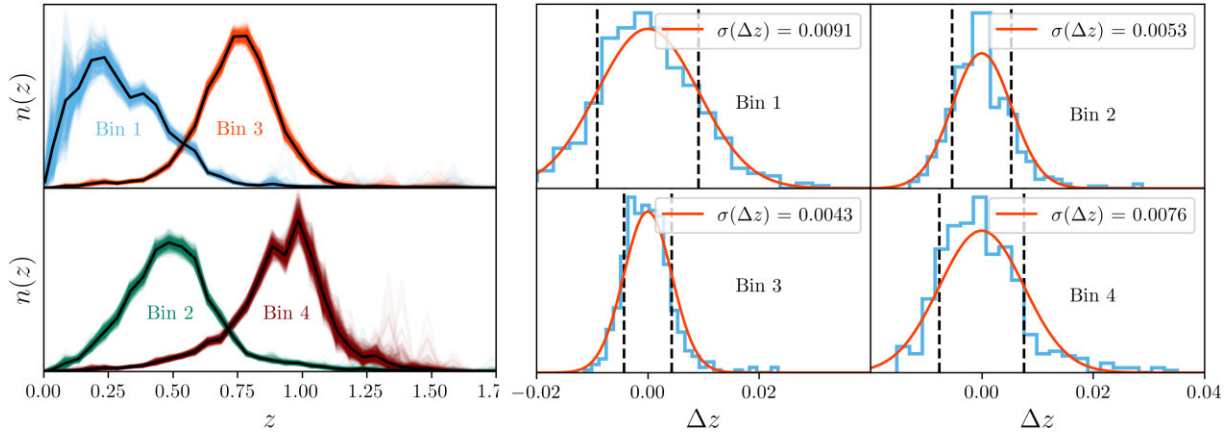 n(z)
Bin 1
Bin 3
n(z)
Bin 2
Bin 4
0.00 0.25 0.50 0.75 1.00 1.25 1.50 1.7
z
σ(Δz) = 0.0091
Bin 1
σ(Δz) = 0.0053
Bin 2
σ(Δz) = 0.0043
Bin 3
σ(Δz) = 0.0076
Bin 4
−0.02 0.00 0.02
0.00 0.02 0.04
Δz
Δz